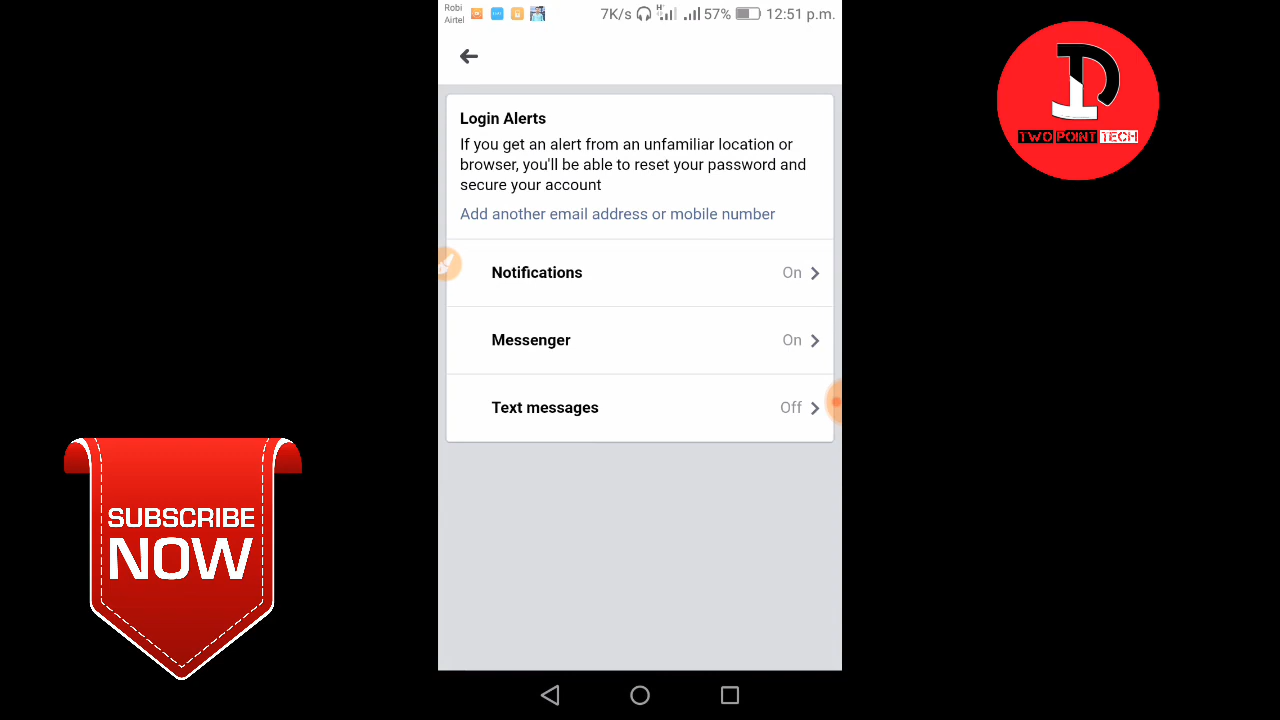 Robi
Airtel
7K/s
H
57%
12:51 p.m.
Login Alerts
If you get an alert from an unfamiliar location or
browser, you'll be able to reset your password and
secure your account
Add another email address or mobile number
Notifications On
Messenger On
Text messages Off
TWO POINT TECH
SUBSCRIBE
NOW